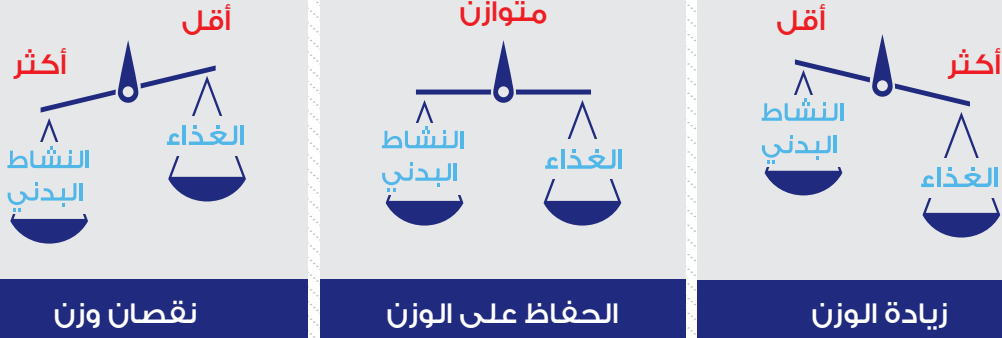 أقل
أكثر
النشاط
البدني
الغذاء
زيادة الوزن
متوازن
النشاط
البدني
الغذاء
الحفاظ على الوزن
أقل
أكثر
الغذاء
النشاط
البدني
نقصان وزن